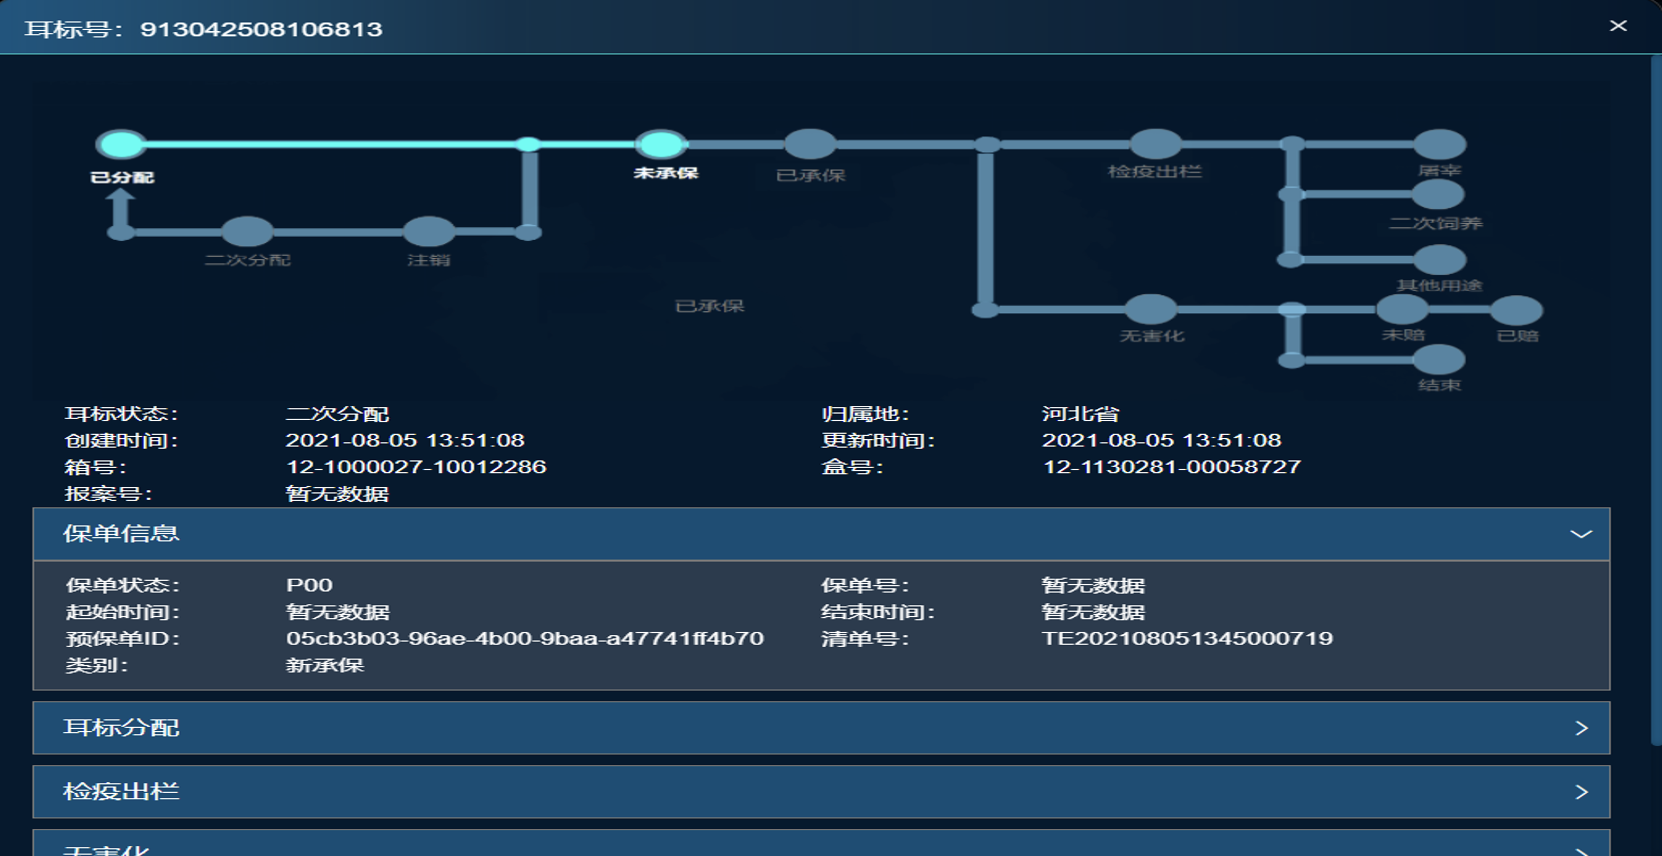 耳标号：913042508106813
已分配
未承保
已承保
检疫出栏
屠宰
二次饲养
二次分配
注销
其他用途
已承保
无害化
未赔
已赔
结束
耳标状态：二次分配 归属地：河北省
创建时间：2021-08-05 13:51:08 更新时间：2021-08-05 13:51:08
箱号：12-1000027-10012286 盒号：12-1130281-00058727
报案号：暂无数据
保单信息
保单状态：P00 保单号：暂无数据
起始时间：暂无数据 结束时间：暂无数据
预保单ID：05cb3b03-96ae-4b00-9baa-a47741ff4b70 清单号：TE202108051345000719
类别：新承保
耳标分配
检疫出栏
无害化